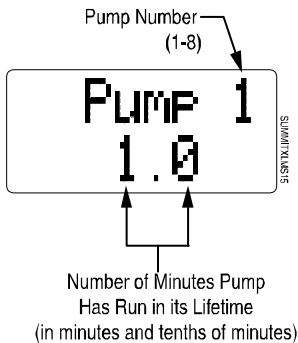 Pump Number
(1-8)
Pump 1
1.0
SUMMITXLMS15
Number of Minutes Pump
Has Run in its Lifetime
(in minutes and tenths of minutes)